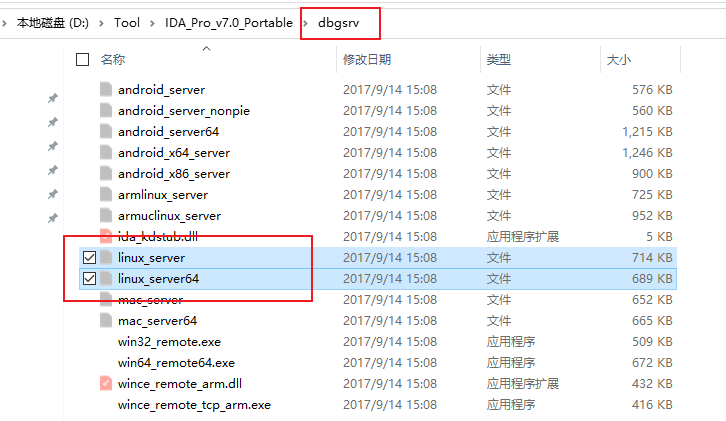 本地磁盘 (D:) › Tool › IDA_Pro_v7.0_Portable › dbgsrv
名称 修改日期 类型 大小
android_server 2017/9/14 15:08 文件 576 KB
android_server_nonpie 2017/9/14 15:08 文件 560 KB
android_server64 2017/9/14 15:08 文件 1,215 KB
android_x64_server 2017/9/14 15:08 文件 1,246 KB
android_x86_server 2017/9/14 15:08 文件 900 KB
armlinux_server 2017/9/14 15:08 文件 725 KB
armuclinux_server 2017/9/14 15:08 文件 952 KB
ida_kdstub.dll 2017/9/14 15:08 应用程序扩展 5 KB
linux_server 2017/9/14 15:08 文件 714 KB
linux_server64 2017/9/14 15:08 文件 689 KB
mac_server 2017/9/14 15:08 文件 652 KB
mac_server64 2017/9/14 15:08 文件 665 KB
win32_remote.exe 2017/9/14 15:08 应用程序 509 KB
win64_remote64.exe 2017/9/14 15:08 应用程序 672 KB
wince_remote_arm.dll 2017/9/14 15:08 应用程序扩展 432 KB
wince_remote_tcp_arm.exe 2017/9/14 15:08 应用程序 416 KB